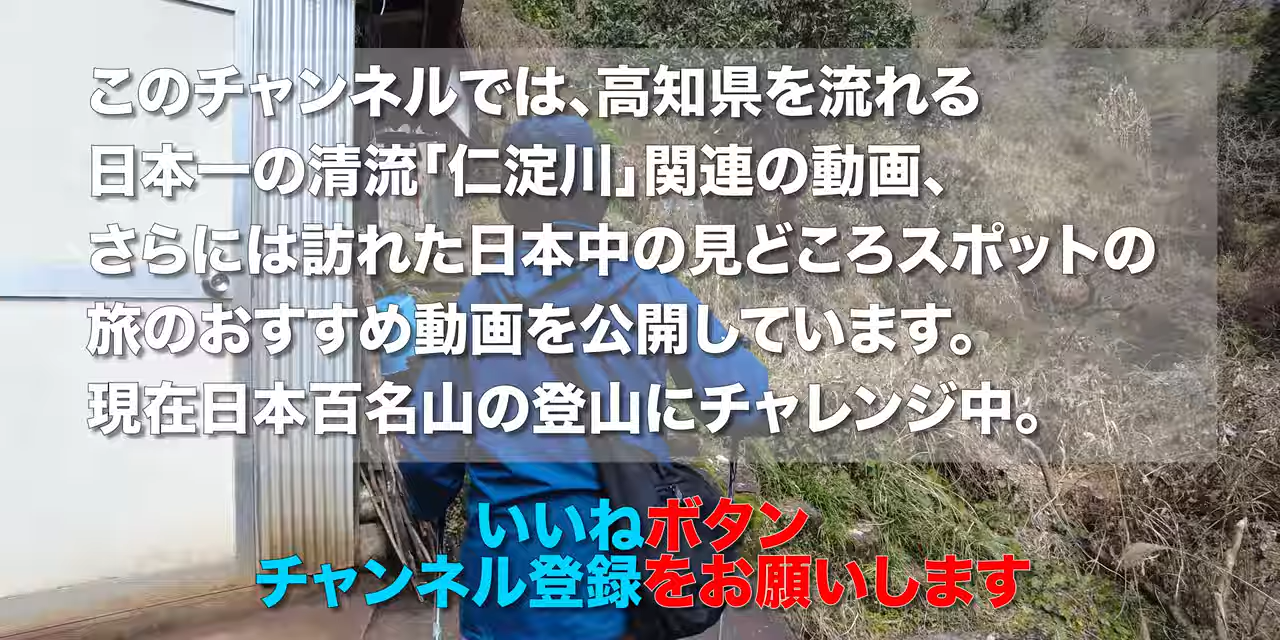 このチャンネルでは、高知県を流れる
日本一の清流「仁淀川」関連の動画、
さらには訪れた日本中の見どころスポットの
旅のおすすめ動画を公開しています。
現在日本百名山の登山にチャレンジ中。
いいねボタン
チャンネル登録をお願いします